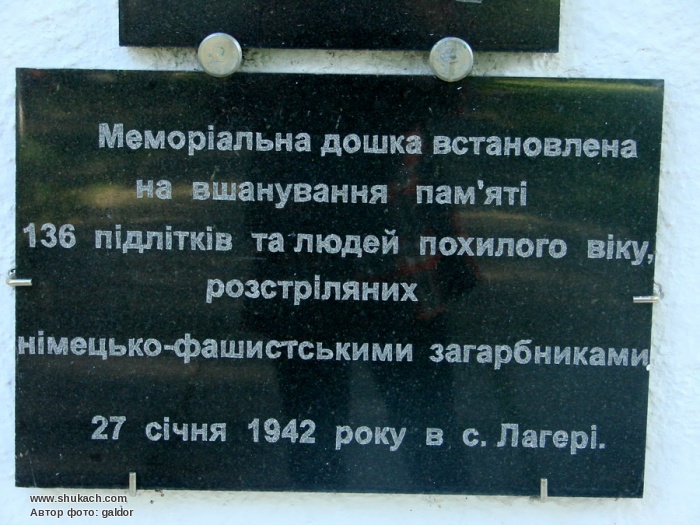 Меморіальна дошка встановлена
на вшанування пам'яті
136 підлітків та людей похилого віку,
розстріляних
німецько-фашистськими загарбниками
27 січня 1942 року в с. Лагері.
www.shukach.com
Автор фото: galdor